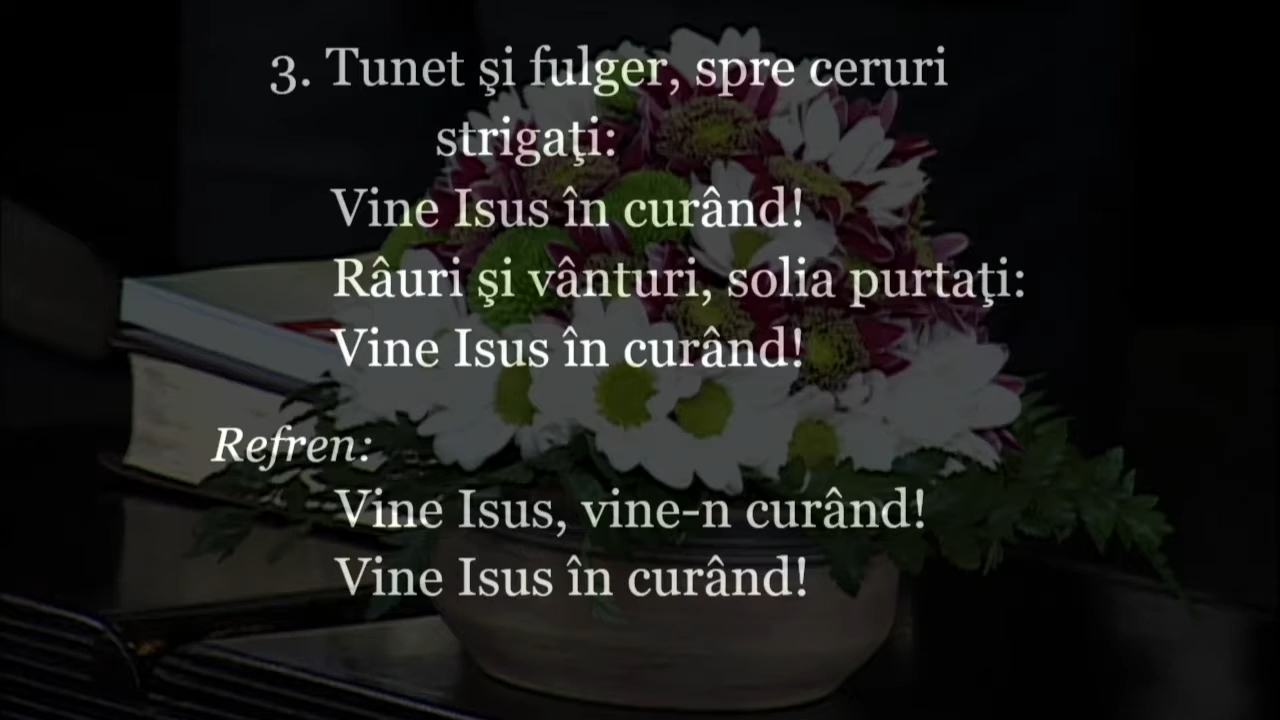 3. Tunet şi fulger, spre ceruri
strigaţi:
Vine Isus în curând!
Râuri şi vânturi, solia purtaţi:
Vine Isus în curând!
Refren:
Vine Isus, vine-n curând!
Vine Isus în curând!